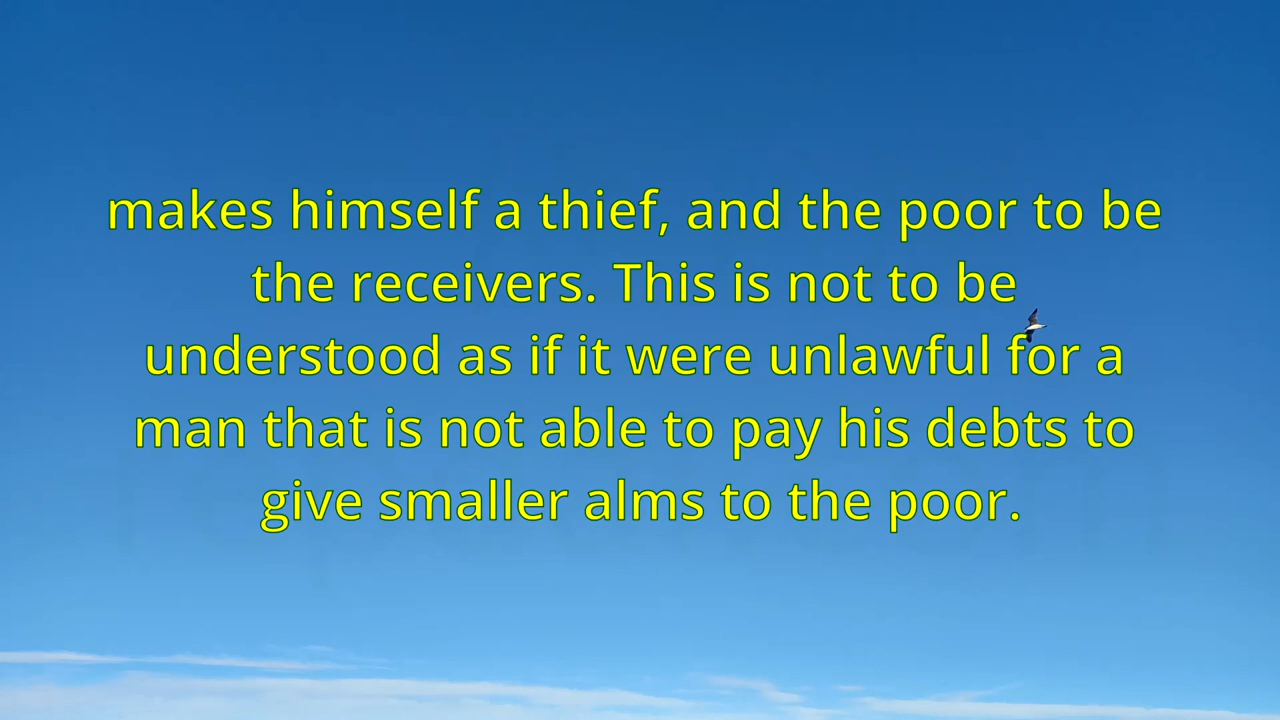 makes himself a thief, and the poor to be
the receivers. This is not to be
understood as if it were unlawful for a
man that is not able to pay his debts to
give smaller alms to the poor.